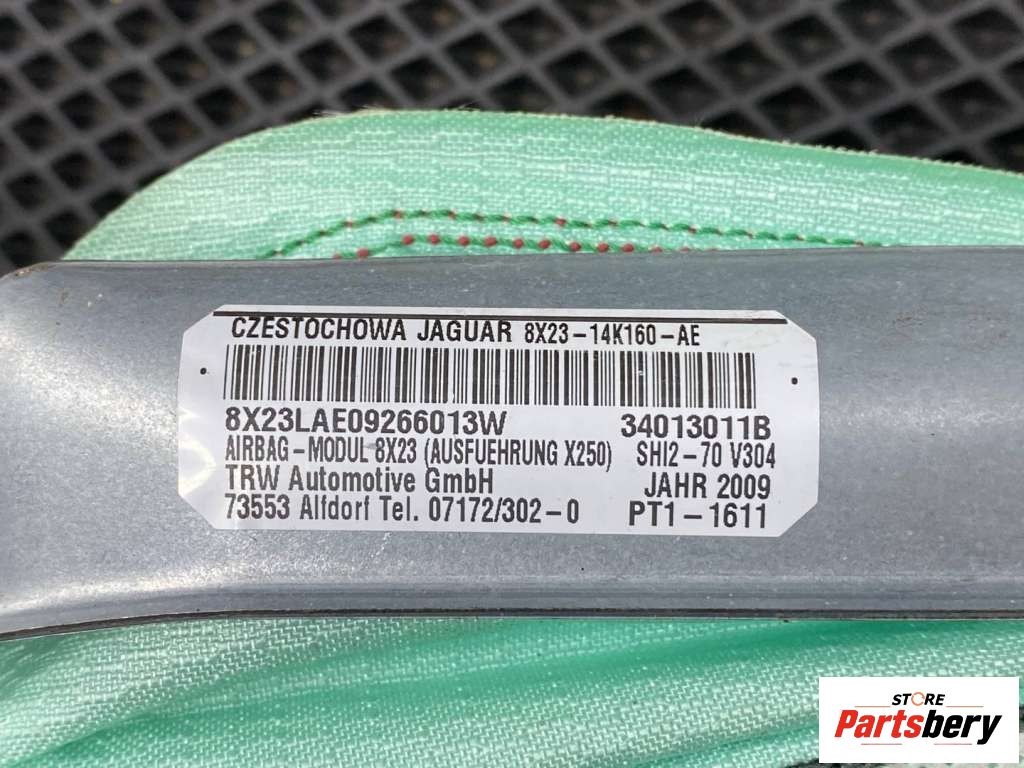 CZESTOCHOWA JAGUAR 8X23-14K160-AE
8X23LAE09266013W 34013011B
AIRBAG-MODUL 8X23 (AUSFUEHRUNG X250) SHI2-70 V304
TRW Automotive GmbH JAHR 2009
73553 Alfdorf Tel. 07172/302-0 PT1-1611
STORE
Partsbery